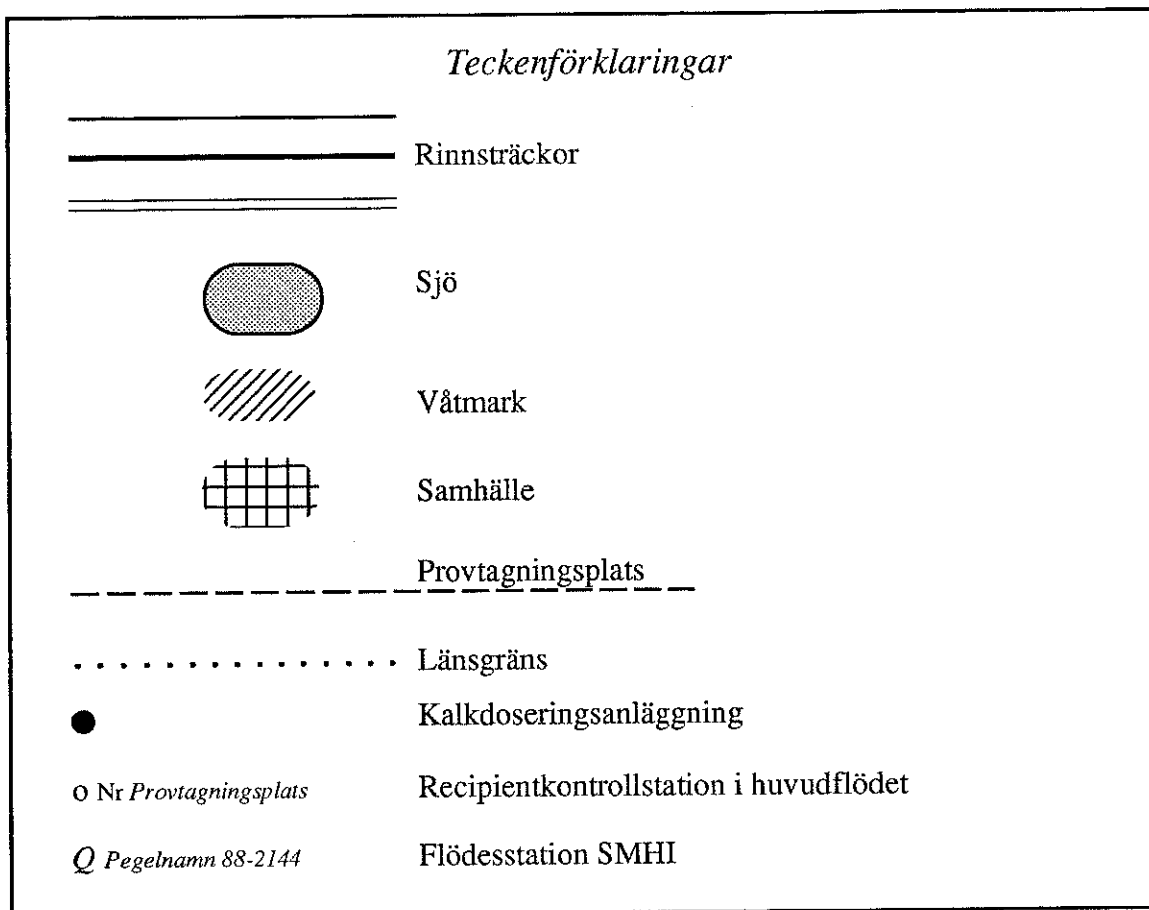 Teckenförklaringar
Rinnsträckor
Sjö
Våtmark
Samhälle
Provtagningsplats
Länsgräns
Kalkdoseringsanläggning
o Nr Provtagningsplats Recipientkontrollstation i huvudflödet
Q Pegelnamn 88-2144 Flödesstation SMHI